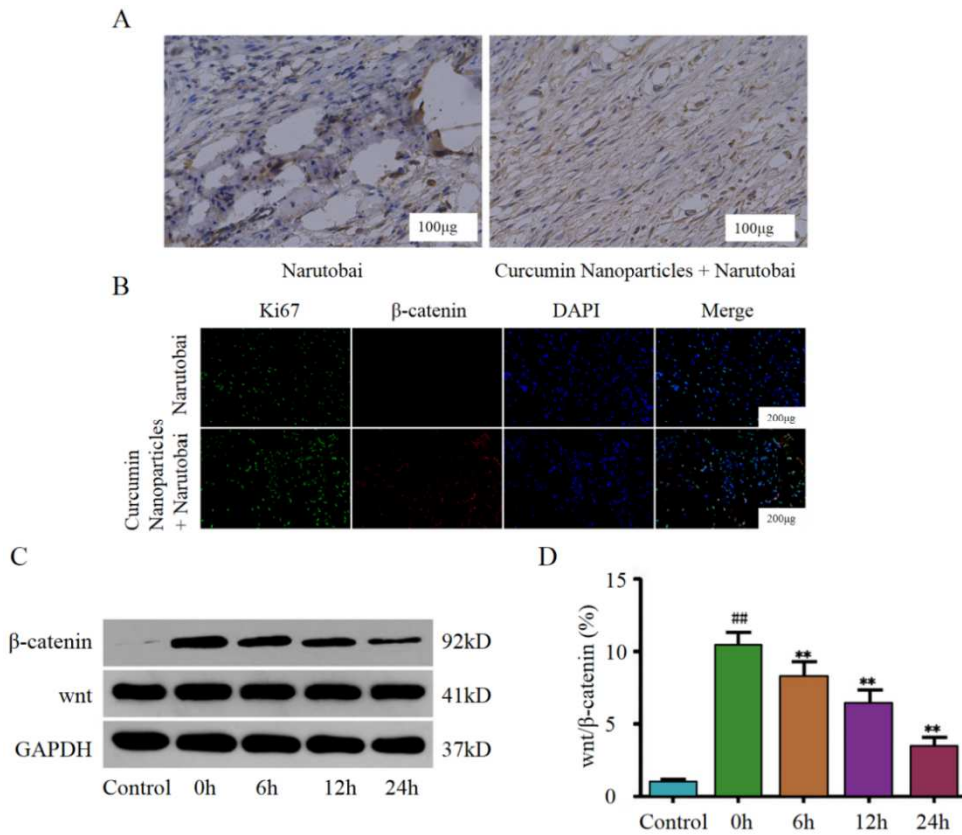 A
100μg
100μg
Narutobai
Curcumin Nanoparticles + Narutobai
B
Ki67
β-catenin
DAPI
Merge
Narutobai
200μg
Curcumin
Nanoparticles
+ Narutobai
200μg
C
β-catenin
92kD
wnt
41kD
GAPDH
37kD
Control
0h
6h
12h
24h
D
wnt/β-catenin (%)
15
10
5
0
##
**
**
**
Control
0h
6h
12h
24h